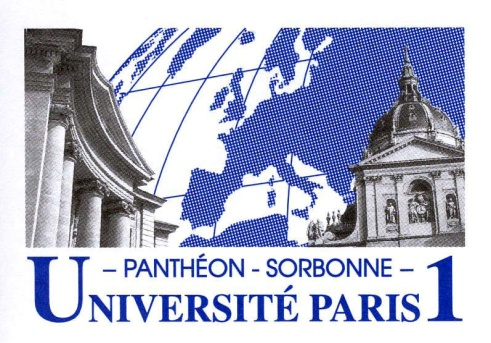 – PANTHÉON - SORBONNE –
UNIVERSITÉ PARIS 1